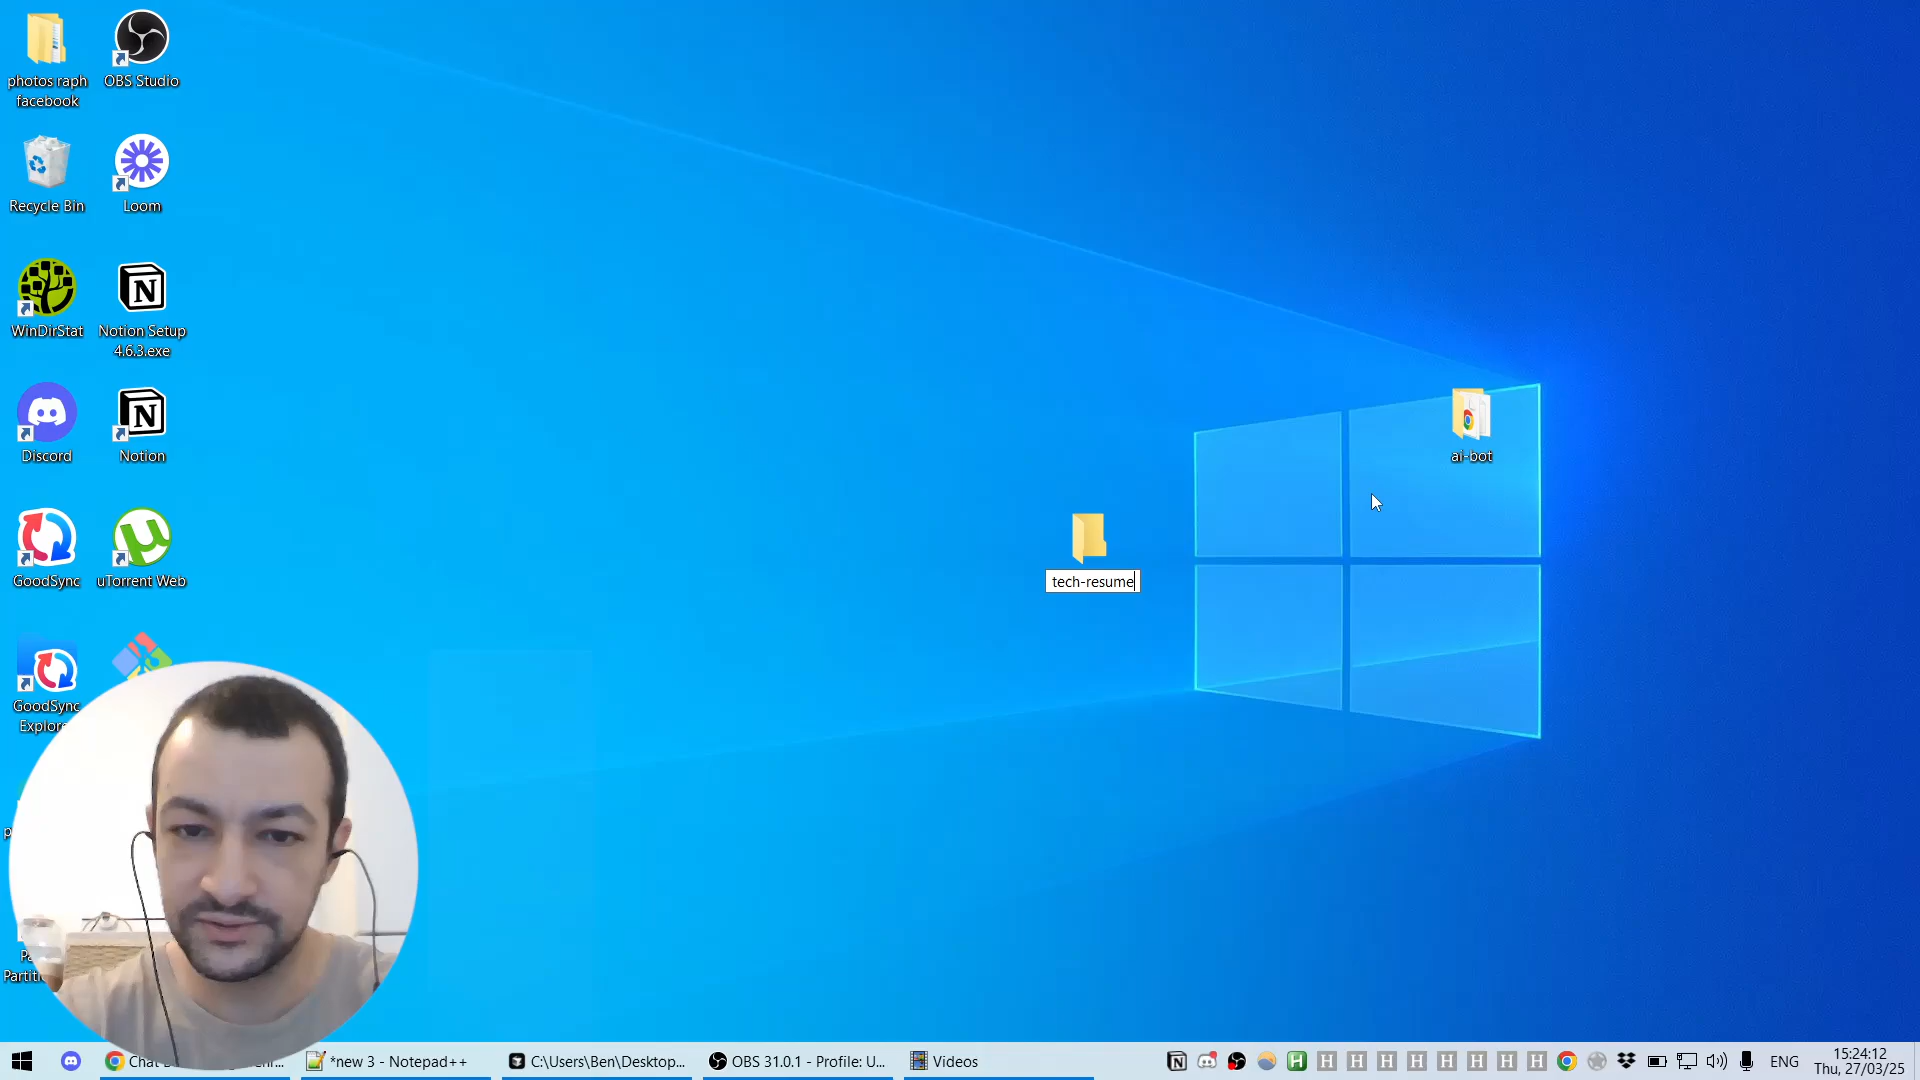 photos raph
facebook
OBS Studio
Recycle Bin
Loom
WinDirStat
Notion Setup
4.6.3.exe
Discord
Notion
GoodSync
uTorrent Web
GoodSync
Explorer
ai-bot
tech-resume
*new 3 - Notepad++
C:\Users\Ben\Desktop...
OBS 31.0.1 - Profile: U...
Videos
ENG
15:24:12
Thu, 27/03/25